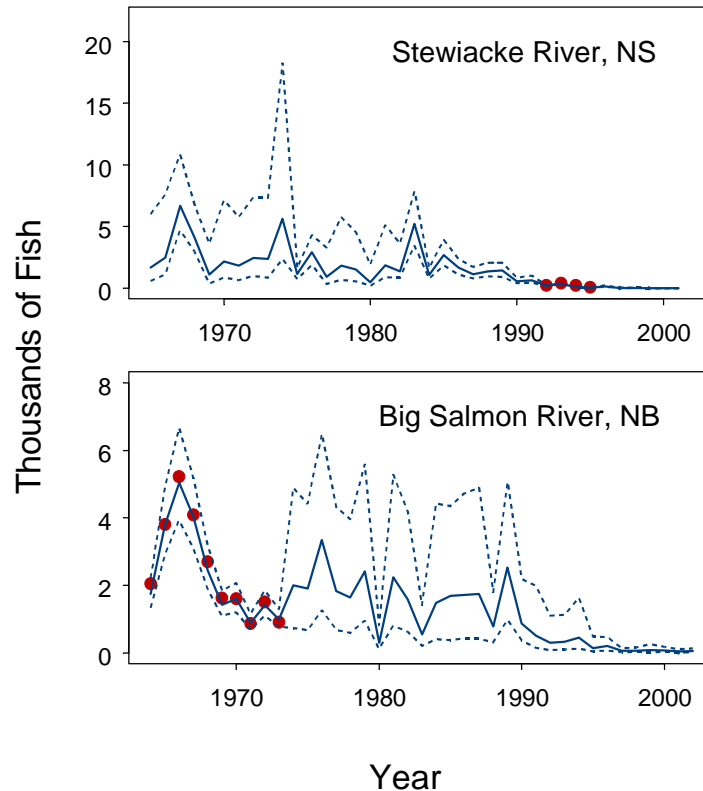 Thousands of Fish
Stewiacke River, NS
20
15
10
5
0
1970 1980 1990 2000
Big Salmon River, NB
8
6
4
2
0
1970 1980 1990 2000
Year